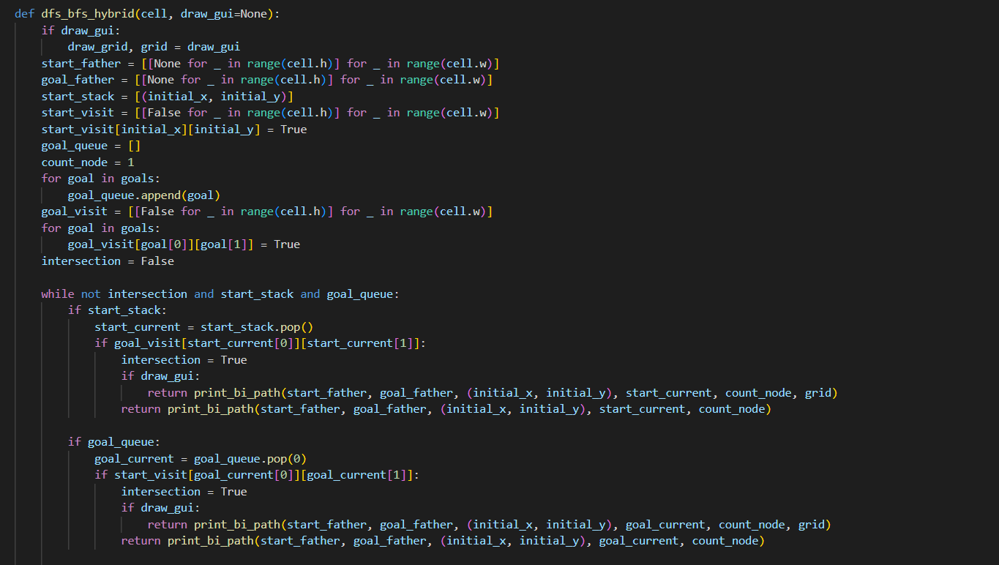 def dfs_bfs_hybrid(cell, draw_gui=None):
    if draw_gui:
        draw_grid, grid = draw_gui
    start_father = [[None for _ in range(cell.h)] for _ in range(cell.w)]
    goal_father = [[None for _ in range(cell.h)] for _ in range(cell.w)]
    start_stack = [(initial_x, initial_y)]
    start_visit = [[False for _ in range(cell.h)] for _ in range(cell.w)]
    start_visit[initial_x][initial_y] = True
    goal_queue = []
    count_node = 1
    for goal in goals:
        goal_queue.append(goal)
    goal_visit = [[False for _ in range(cell.h)] for _ in range(cell.w)]
    for goal in goals:
        goal_visit[goal[0]][goal[1]] = True
    intersection = False

    while not intersection and start_stack and goal_queue:
        if start_stack:
            start_current = start_stack.pop()
            if goal_visit[start_current[0]][start_current[1]]:
                intersection = True
                if draw_gui:
                    return print_bi_path(start_father, goal_father, (initial_x, initial_y), start_current, count_node, grid)
                return print_bi_path(start_father, goal_father, (initial_x, initial_y), start_current, count_node)

        if goal_queue:
            goal_current = goal_queue.pop(0)
            if start_visit[goal_current[0]][goal_current[1]]:
                intersection = True
                if draw_gui:
                    return print_bi_path(start_father, goal_father, (initial_x, initial_y), goal_current, count_node, grid)
                return print_bi_path(start_father, goal_father, (initial_x, initial_y), goal_current, count_node)